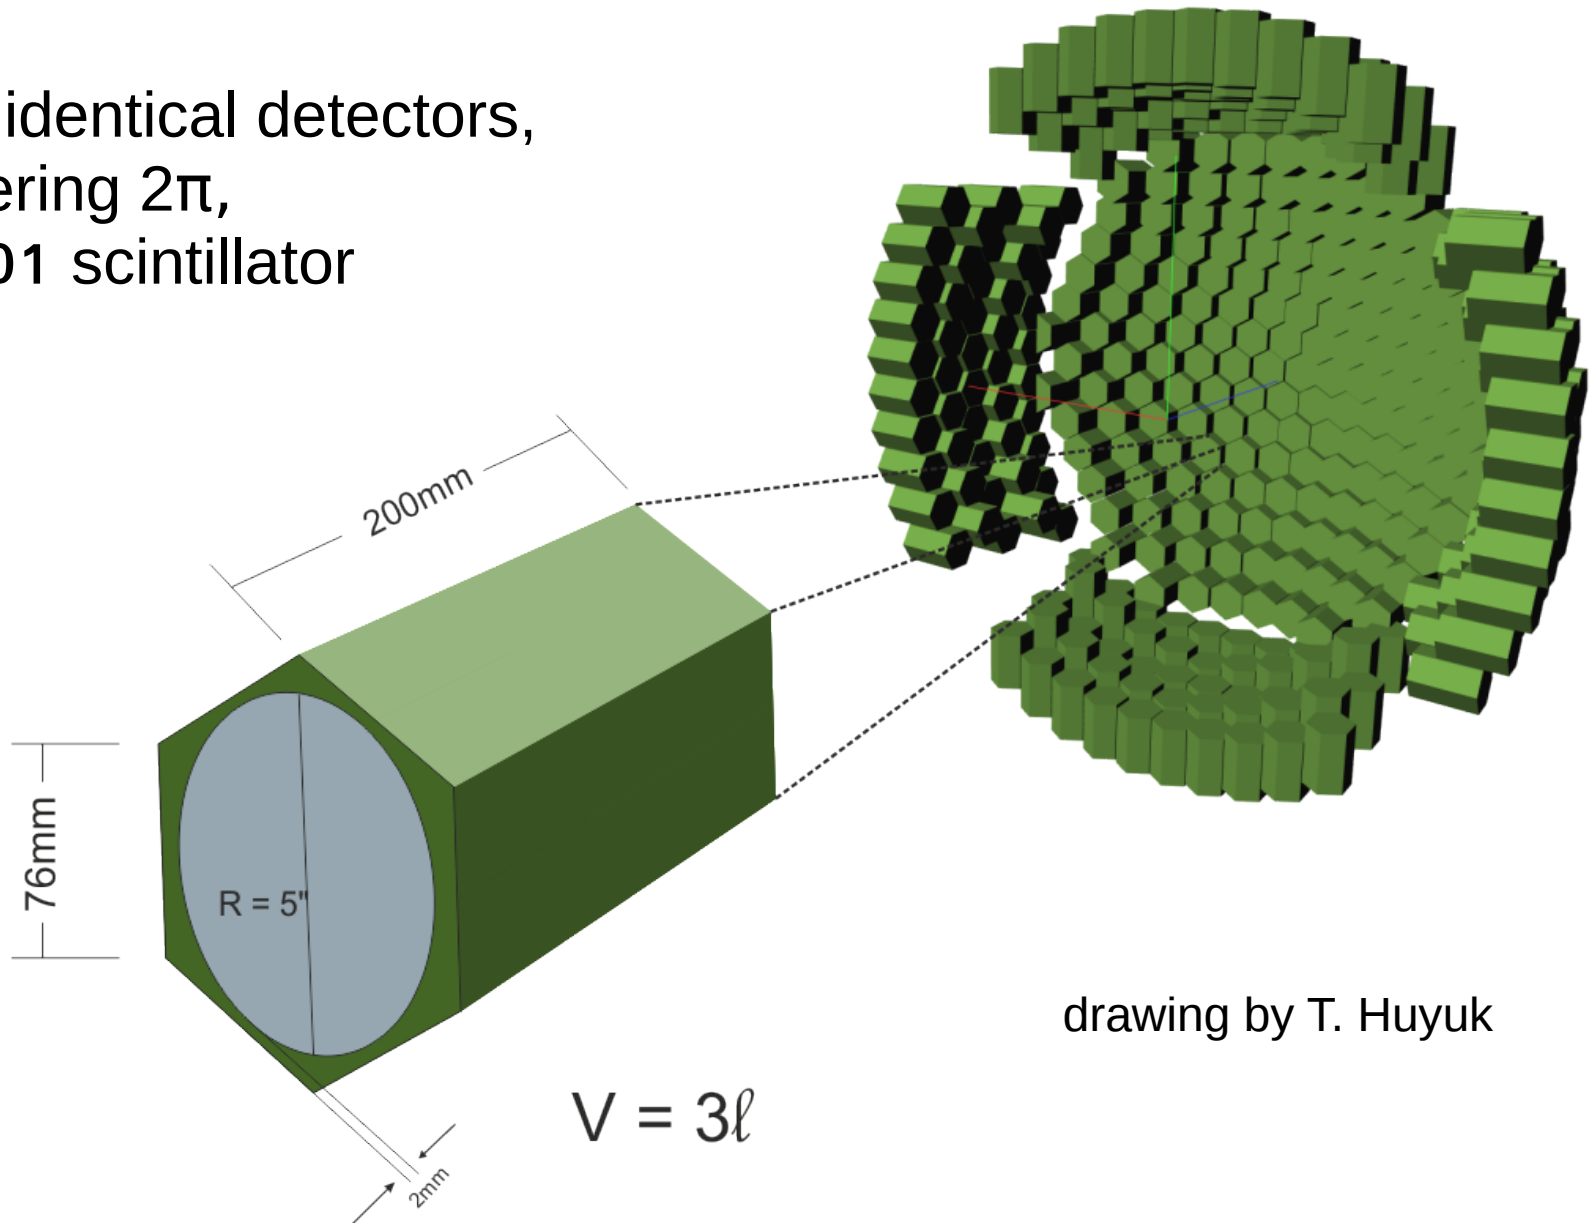 identical detectors,
ering 2π,
01 scintillator
200mm
76mm
R = 5"
2mm
V = 3ℓ
drawing by T. Huyuk